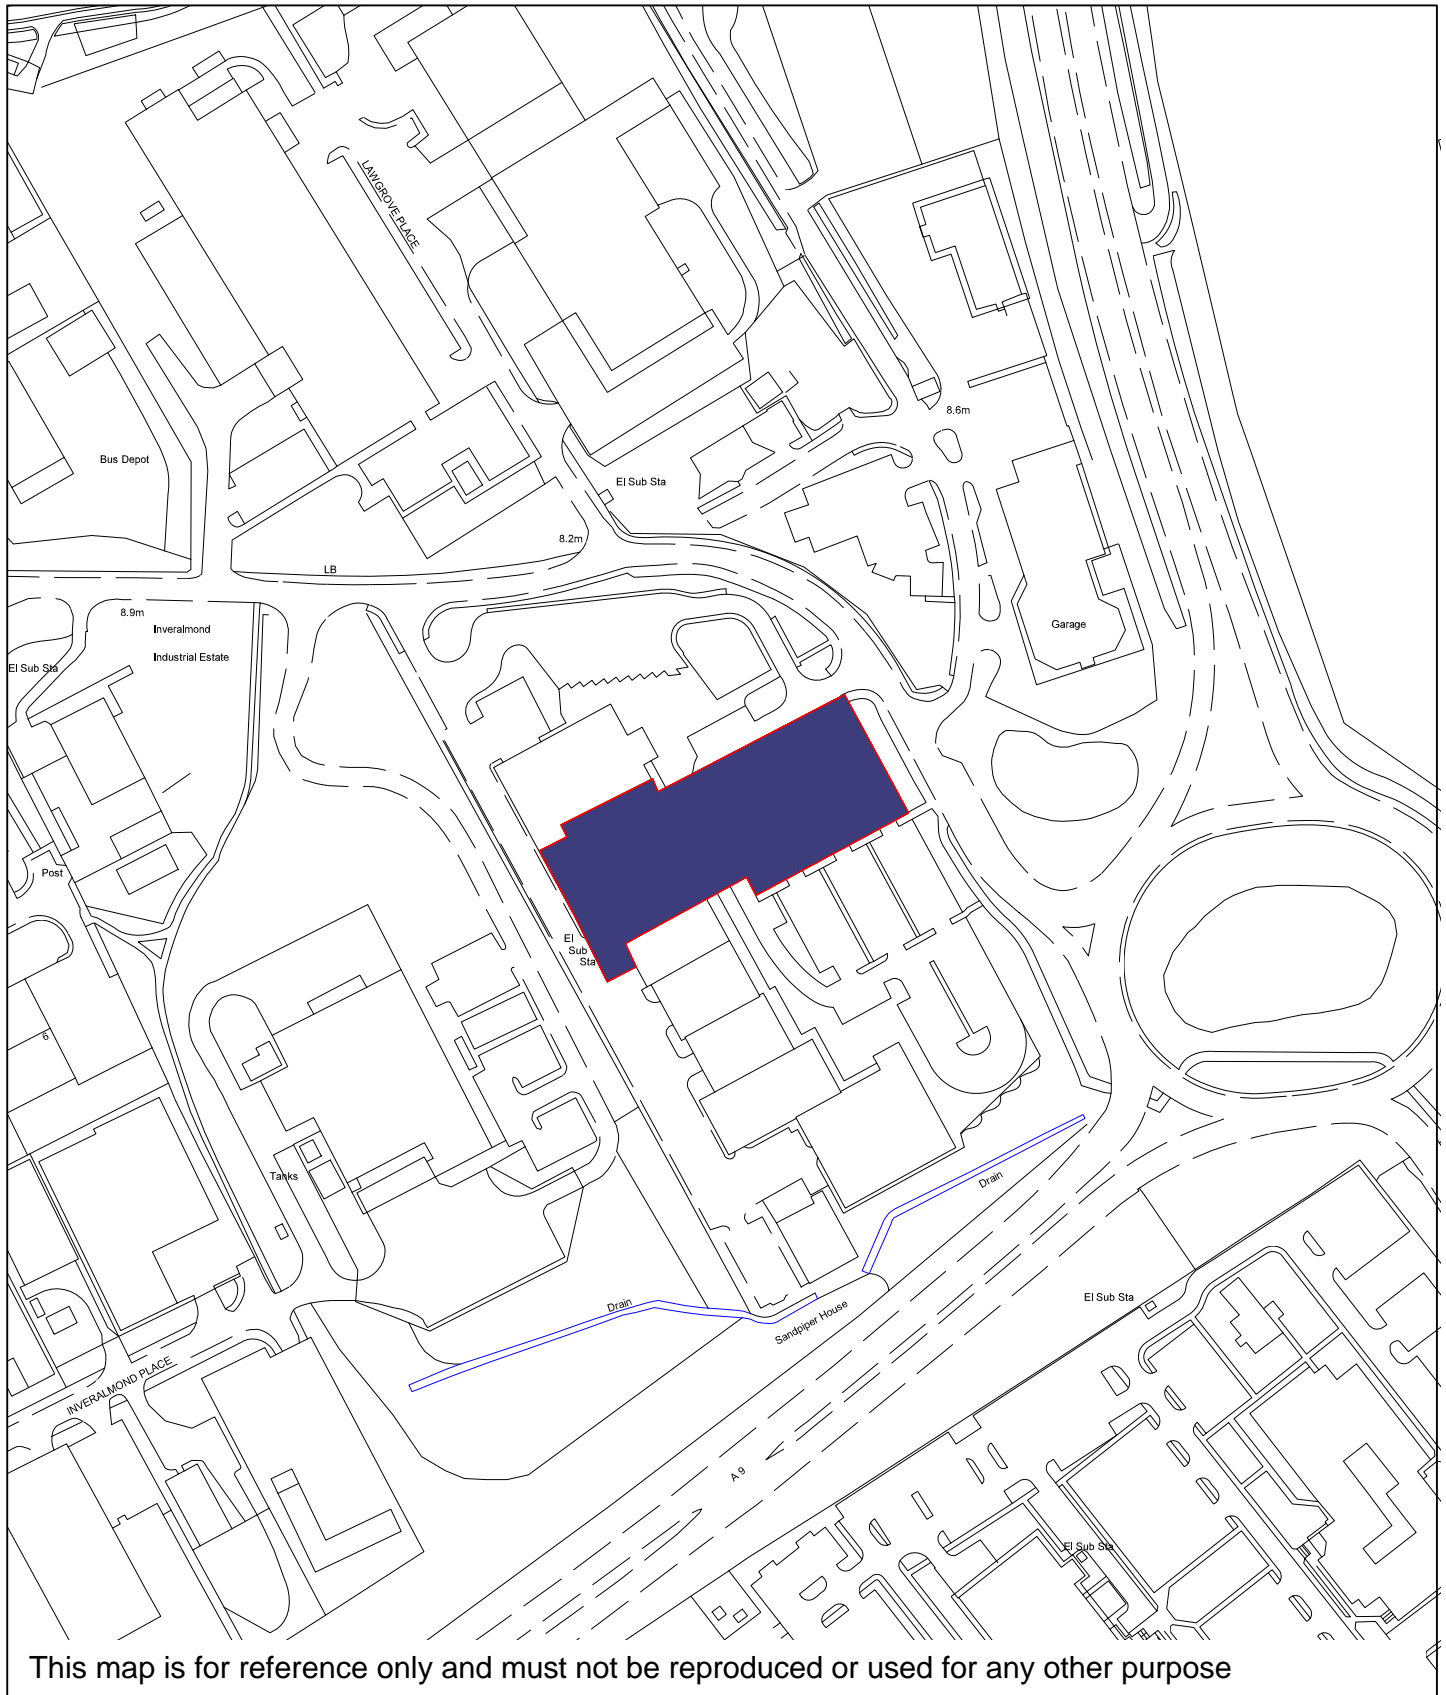 LAWGROVE PLACE
8.6m
Bus Depot
El Sub Sta
8.2m
LB
8.9m
Inveralmond
Industrial Estate
Garage
El Sub Sta
Post
El
Sub
Sta
6
Tanks
Drain
Drain
Sandpiper House
El Sub Sta
INVERALMOND PLACE
A 9
El Sub Sta
This map is for reference only and must not be reproduced or used for any other purpose